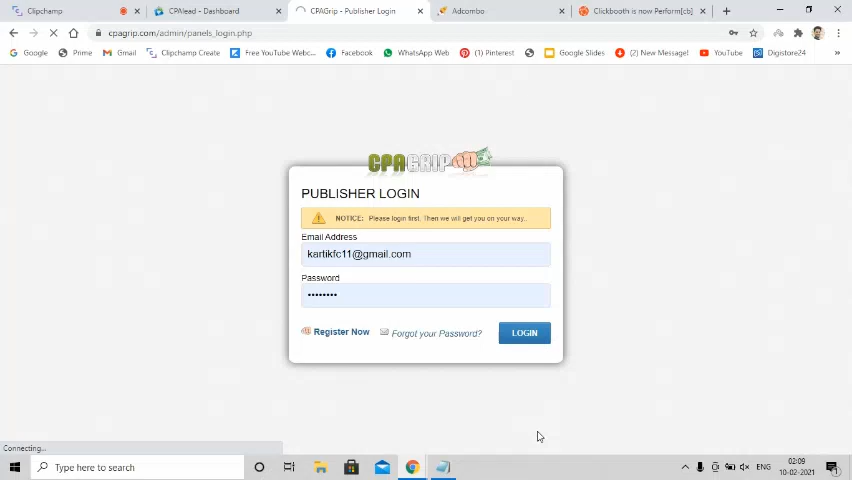 Clipchamp
CPAlead - Dashboard
CPAGrip - Publisher Login
Adcombo
Clickbooth is now Perform[cb]
cpagrip.com/admin/panels_login.php
Google
Prime
Gmail
Clipchamp Create
Free YouTube Webc...
Facebook
WhatsApp Web
(1) Pinterest
Google Slides
(2) New Message!
YouTube
Digistore24
»
CPAGRIP
PUBLISHER LOGIN
NOTICE: Please login first. Then we will get you on your way..
Email Address
kartikfc11@gmail.com
Password
••••••••
Register Now
Forgot your Password?
LOGIN
Connecting...
Type here to search
ENG
02:09
10-02-2021